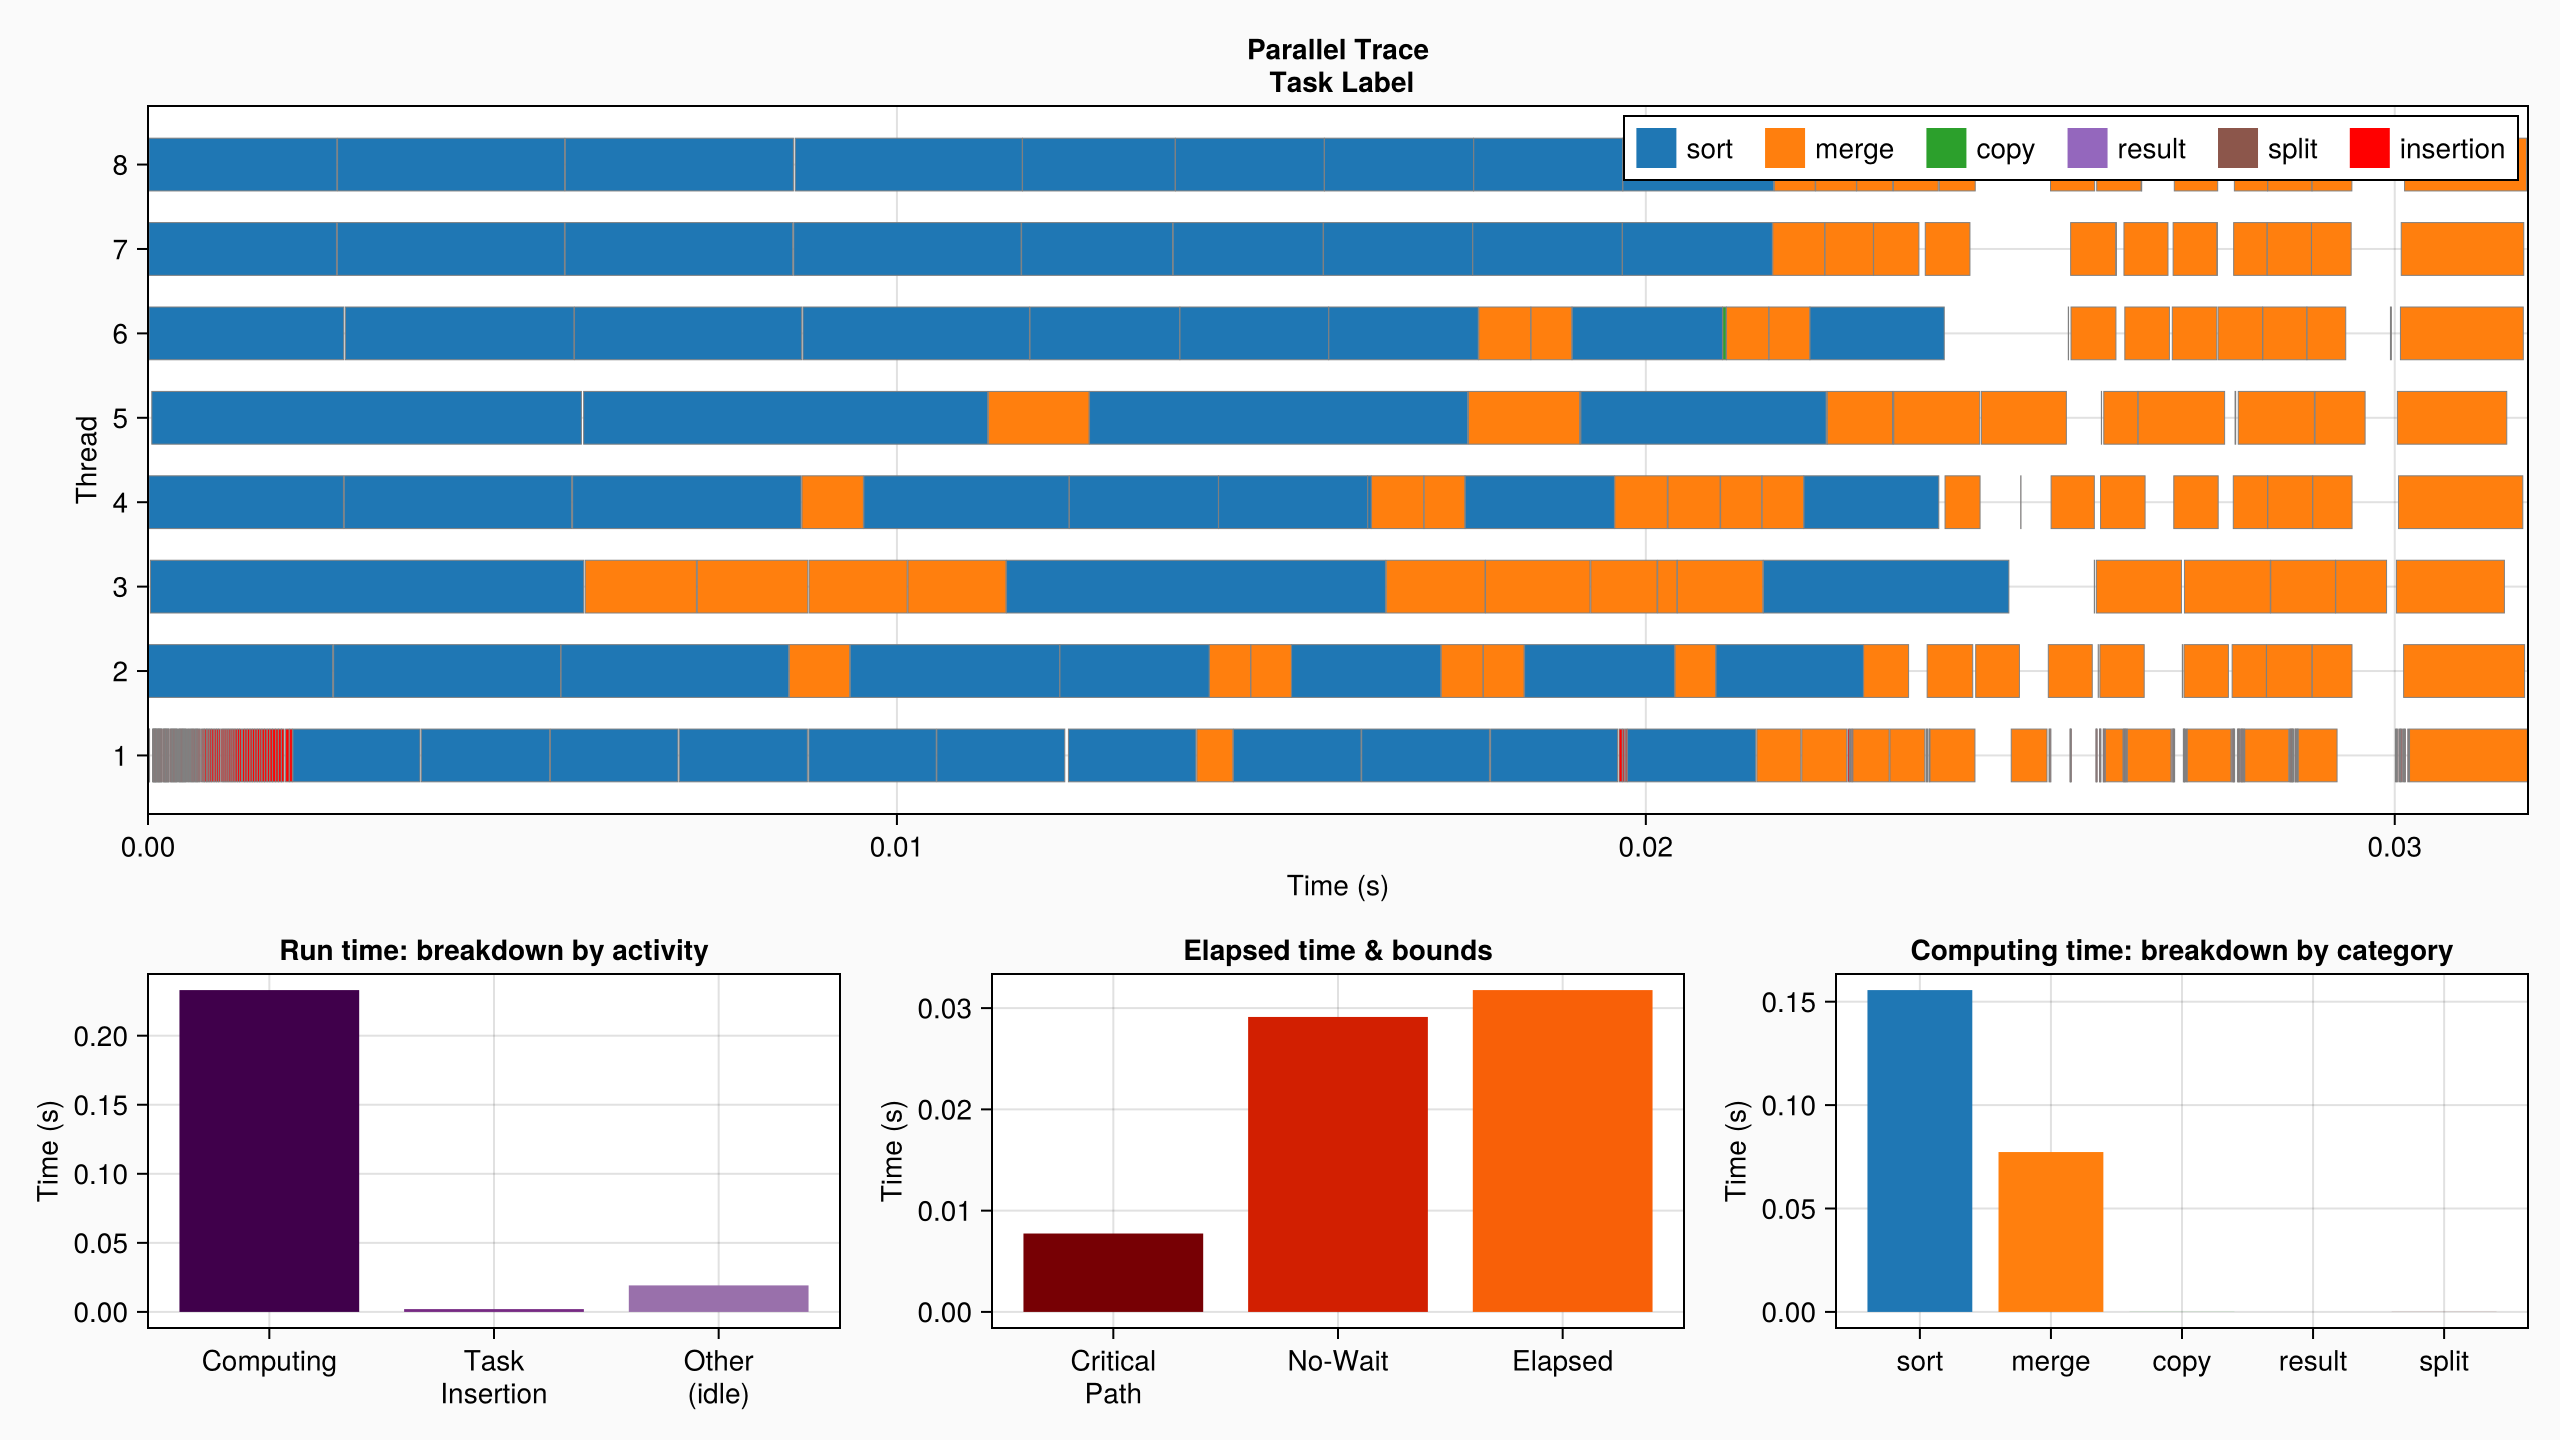 Parallel Trace
Task Label
sort merge copy result split insertion
Thread
8
7
6
5
4
3
2
1
0.00 0.01 0.02 0.03
Time (s)
Run time: breakdown by activity
Time (s)
0.20
0.15
0.10
0.05
0.00
Computing Task Insertion Other (idle)
Elapsed time & bounds
Time (s)
0.03
0.02
0.01
0.00
Critical Path No-Wait Elapsed
Computing time: breakdown by category
Time (s)
0.15
0.10
0.05
0.00
sort merge copy result split